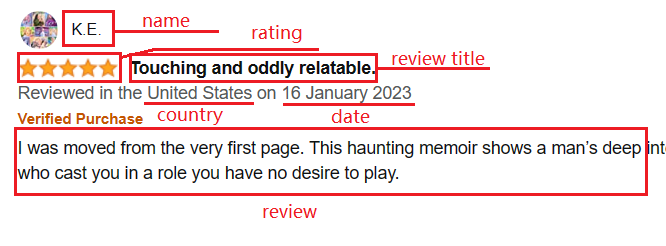 K.E. name
rating
Touching and oddly relatable. review title
Reviewed in the United States on 16 January 2023
Verified Purchase country date
I was moved from the very first page. This haunting memoir shows a man's deep
who cast you in a role you have no desire to play.
review